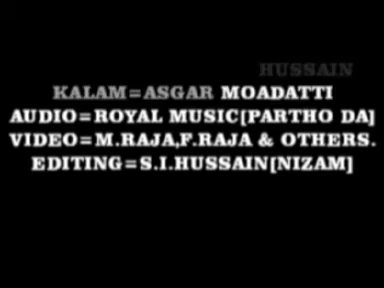 HUSSAIN
KALAM=ASGAR MOADATTI
AUDIO=ROYAL MUSIC[PARTHO DA]
VIDEO=M.RAJA,F.RAJA & OTHERS.
EDITING=S.I.HUSSAIN[NIZAM]